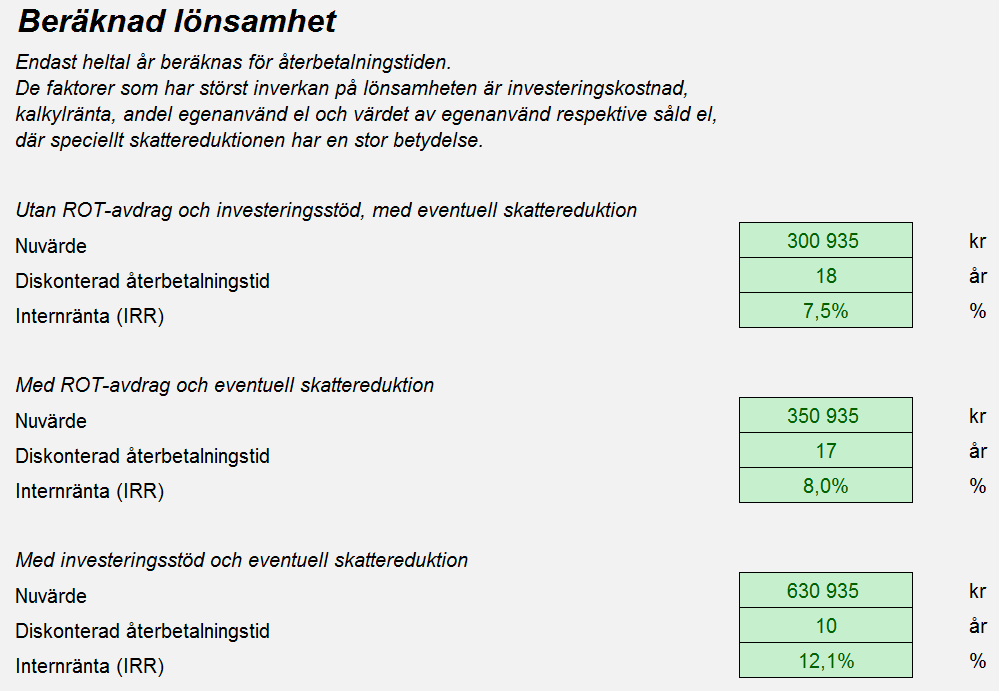 Beräknad lönsamhet
Endast heltal år beräknas för återbetalningstiden.
De faktorer som har störst inverkan på lönsamheten är investeringskostnad,
kalkylränta, andel egenanvänd el och värdet av egenanvänd respektive såld el,
där speciellt skattereduktionen har en stor betydelse.
Utan ROT-avdrag och investeringsstöd, med eventuell skattereduktion
Nuvärde 300 935 kr
Diskonterad återbetalningstid 18 år
Internränta (IRR) 7,5% %
Med ROT-avdrag och eventuell skattereduktion
Nuvärde 350 935 kr
Diskonterad återbetalningstid 17 år
Internränta (IRR) 8,0% %
Med investeringsstöd och eventuell skattereduktion
Nuvärde 630 935 kr
Diskonterad återbetalningstid 10 år
Internränta (IRR) 12,1% %